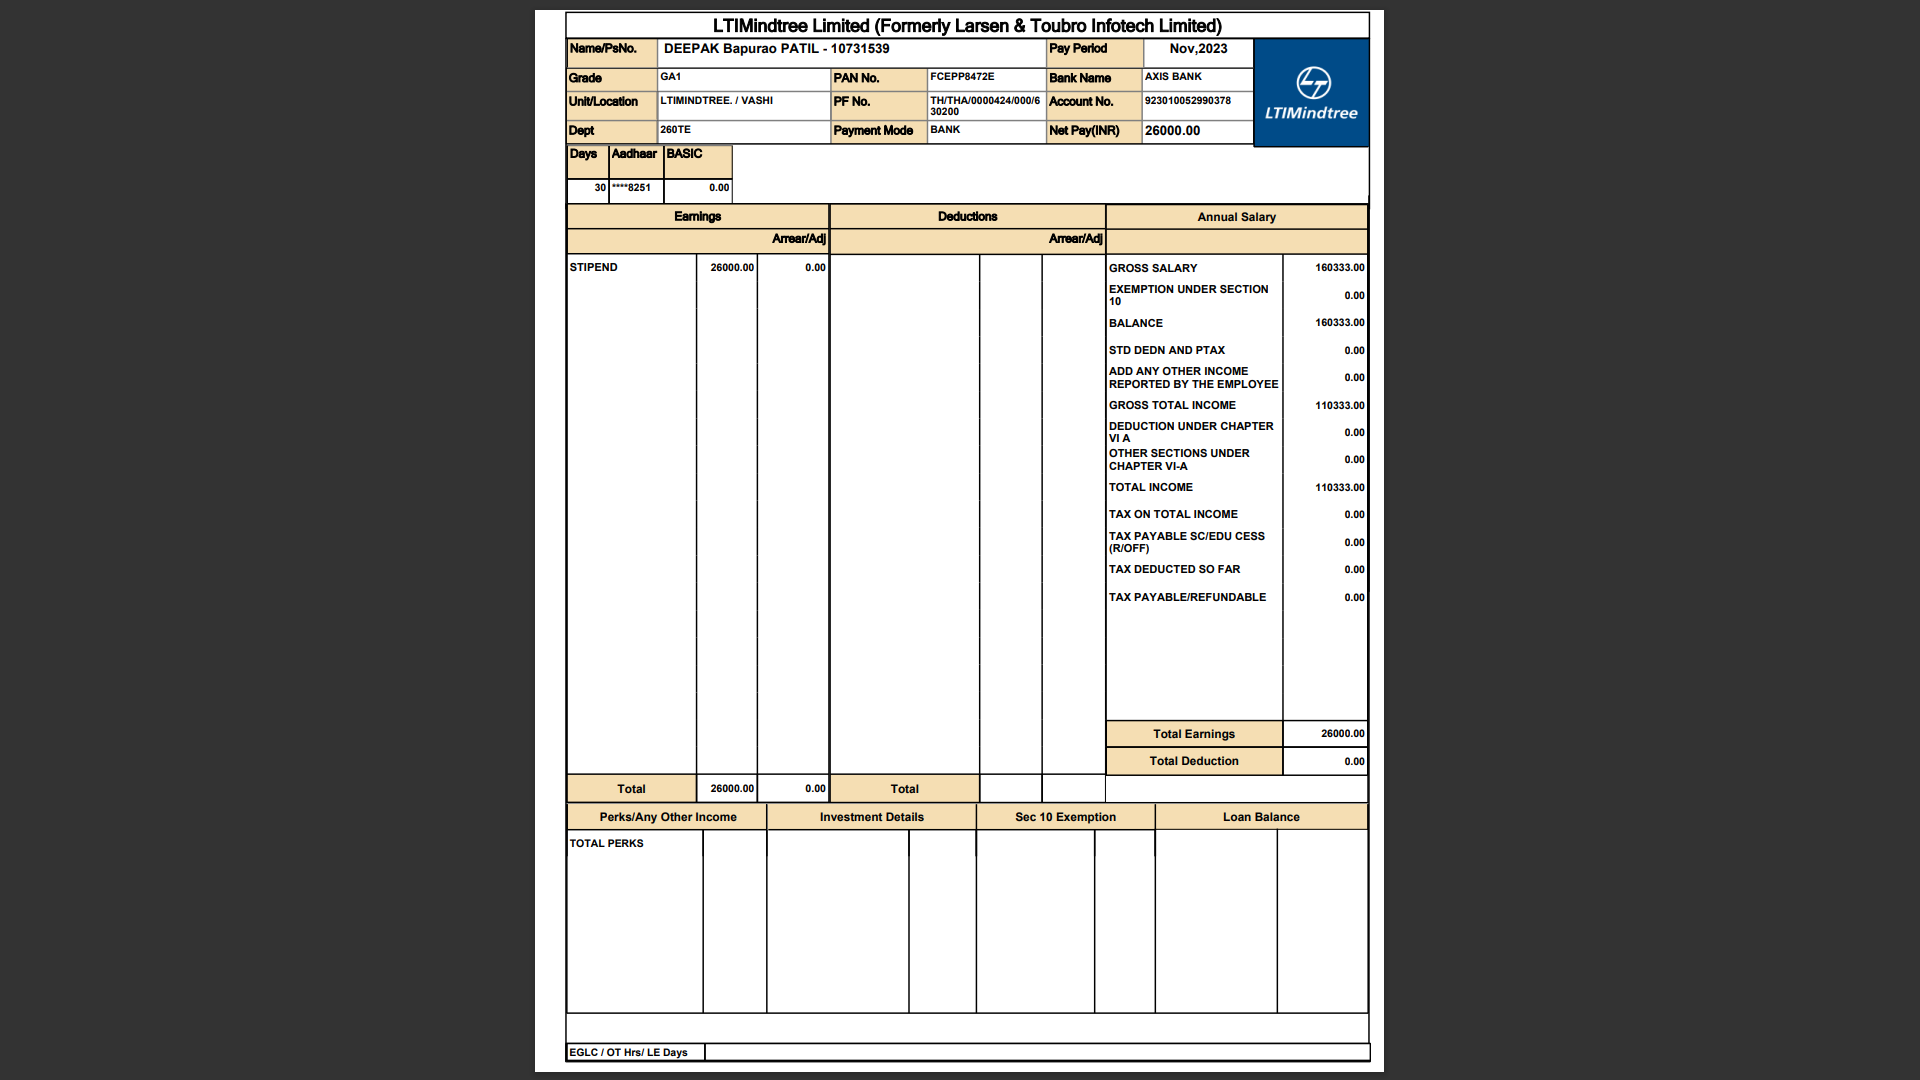 LTIMindtree Limited (Formerly Larsen & Toubro Infotech Limited)
Name/PsNo. DEEPAK Bapurao PATIL - 10731539 Pay Period Nov,2023
Grade GA1 PAN No. FCEPP8472E Bank Name AXIS BANK
Unit/Location LTIMINDTREE. / VASHI PF No. TH/THA/0000424/000/6 Account No. 923010052990378
30200
Dept 260TE Payment Mode BANK Net Pay(INR) 26000.00
LTIMindtree
Days Aadhaar BASIC
30 ****8251 0.00
Earnings Deductions Annual Salary
Arrear/Adj Arrear/Adj
STIPEND 26000.00 0.00
GROSS SALARY 160333.00
EXEMPTION UNDER SECTION
10 0.00
BALANCE 160333.00
STD DEDN AND PTAX 0.00
ADD ANY OTHER INCOME
REPORTED BY THE EMPLOYEE 0.00
GROSS TOTAL INCOME 110333.00
DEDUCTION UNDER CHAPTER
VI A 0.00
OTHER SECTIONS UNDER
CHAPTER VI-A 0.00
TOTAL INCOME 110333.00
TAX ON TOTAL INCOME 0.00
TAX PAYABLE SC/EDU CESS
(R/OFF) 0.00
TAX DEDUCTED SO FAR 0.00
TAX PAYABLE/REFUNDABLE 0.00
Total Earnings 26000.00
Total Deduction 0.00
Total 26000.00 0.00 Total
Perks/Any Other Income Investment Details Sec 10 Exemption Loan Balance
TOTAL PERKS
EGLC / OT Hrs/ LE Days